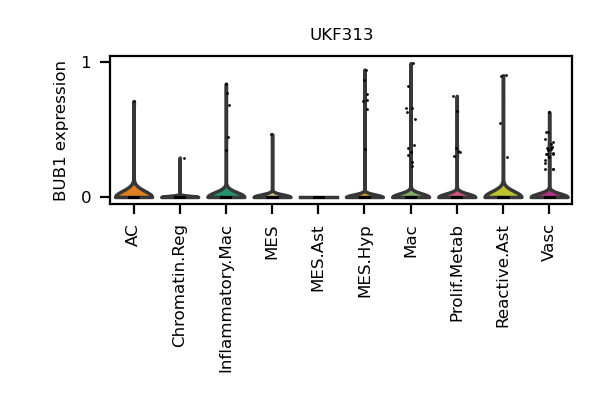 UKF313
BUB1 expression
1
0
AC
Chromatin.Reg
Inflammatory.Mac
MES
MES.Ast
MES.Hyp
Mac
Prolif.Metab
Reactive.Ast
Vasc